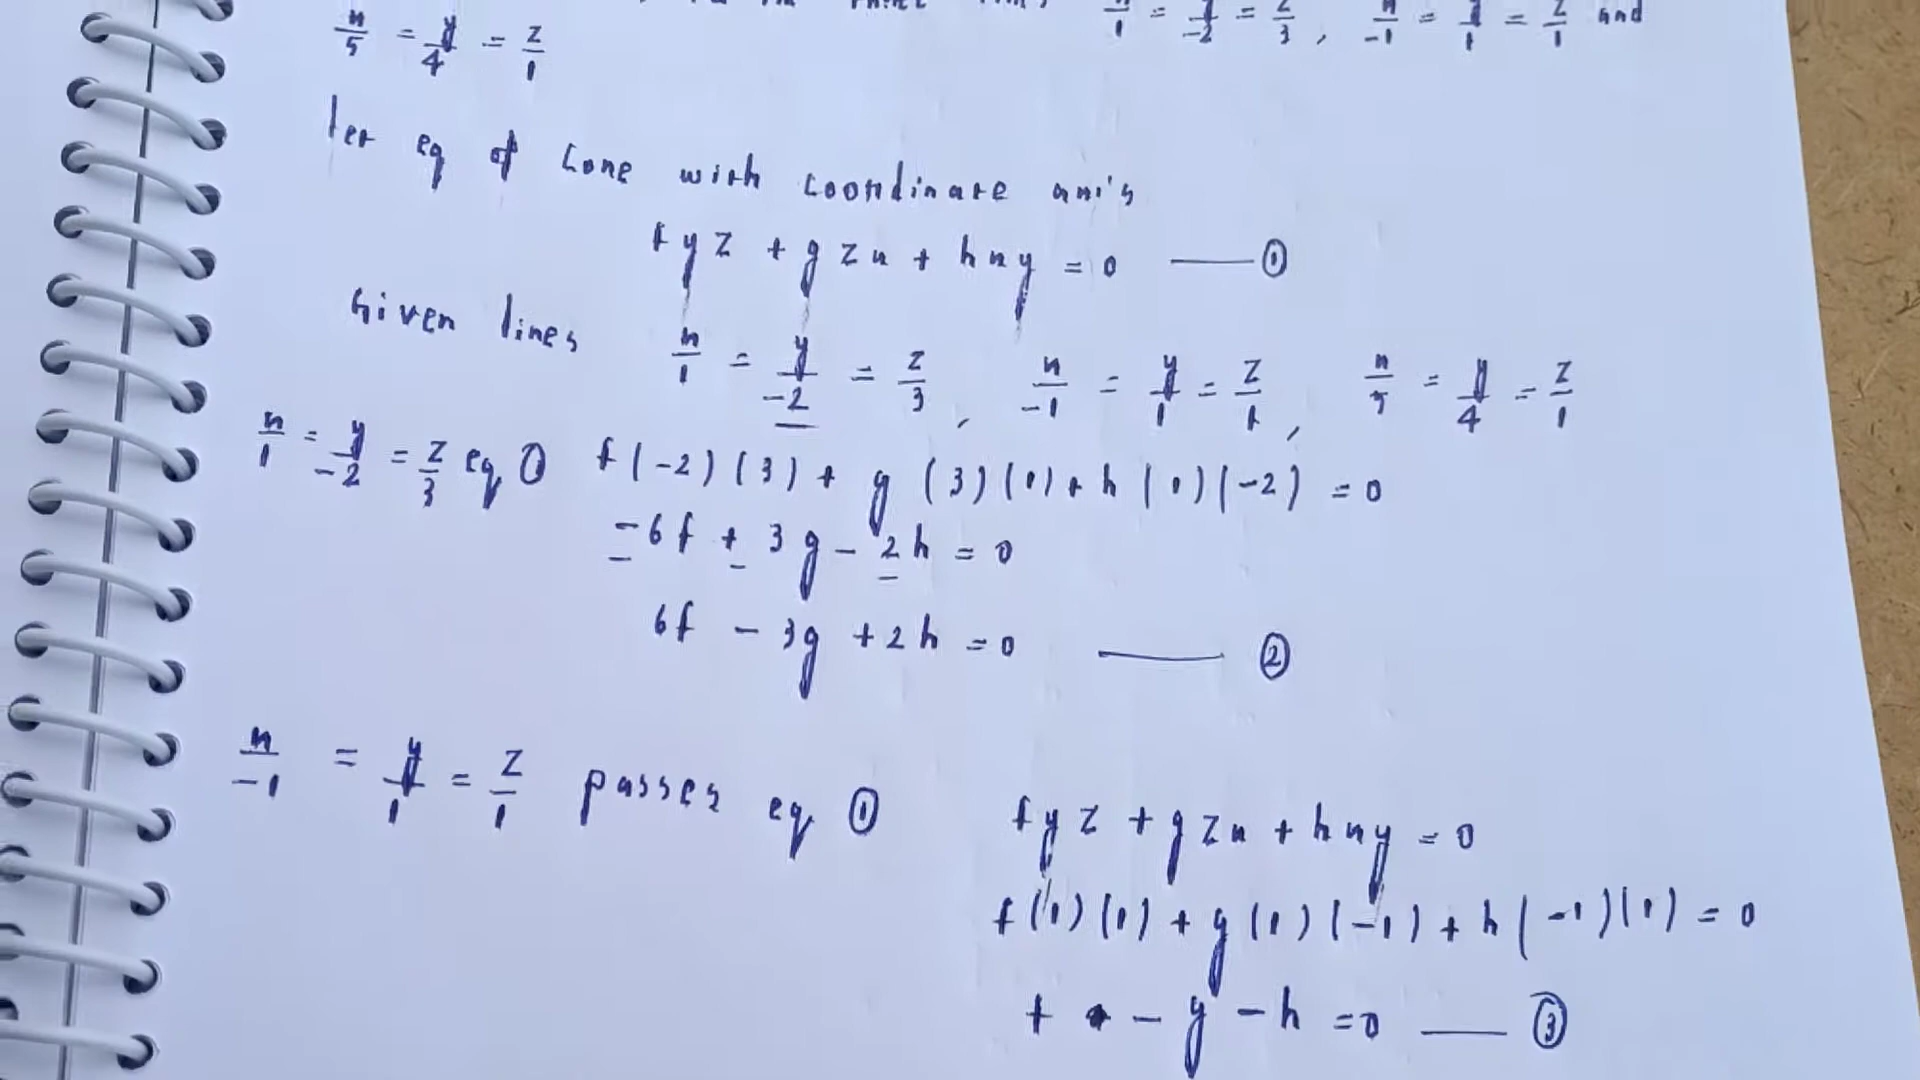 n/1 = y/-2 = z/3 , n/-1 = y/1 = z/1 and
n/5 = y/4 = z/1
let eq of cone with coordinate axi's
fyz + gzx + hxy = 0 —— ①
Given lines x/1 = y/-2 = z/3 , x/-1 = y/1 = z/1 , x/5 = y/4 = z/1
x/1 = y/-2 = z/3 eq ① f(-2)(3) + g(3)(1) + h(1)(-2) = 0
-6f + 3g - 2h = 0
6f - 3g + 2h = 0 —— ②
x/-1 = y/1 = z/1 passes eq ① fyz + gzx + hxy = 0
f(1)(1) + g(1)(-1) + h(-1)(1) = 0
f - g - h = 0 —— ③